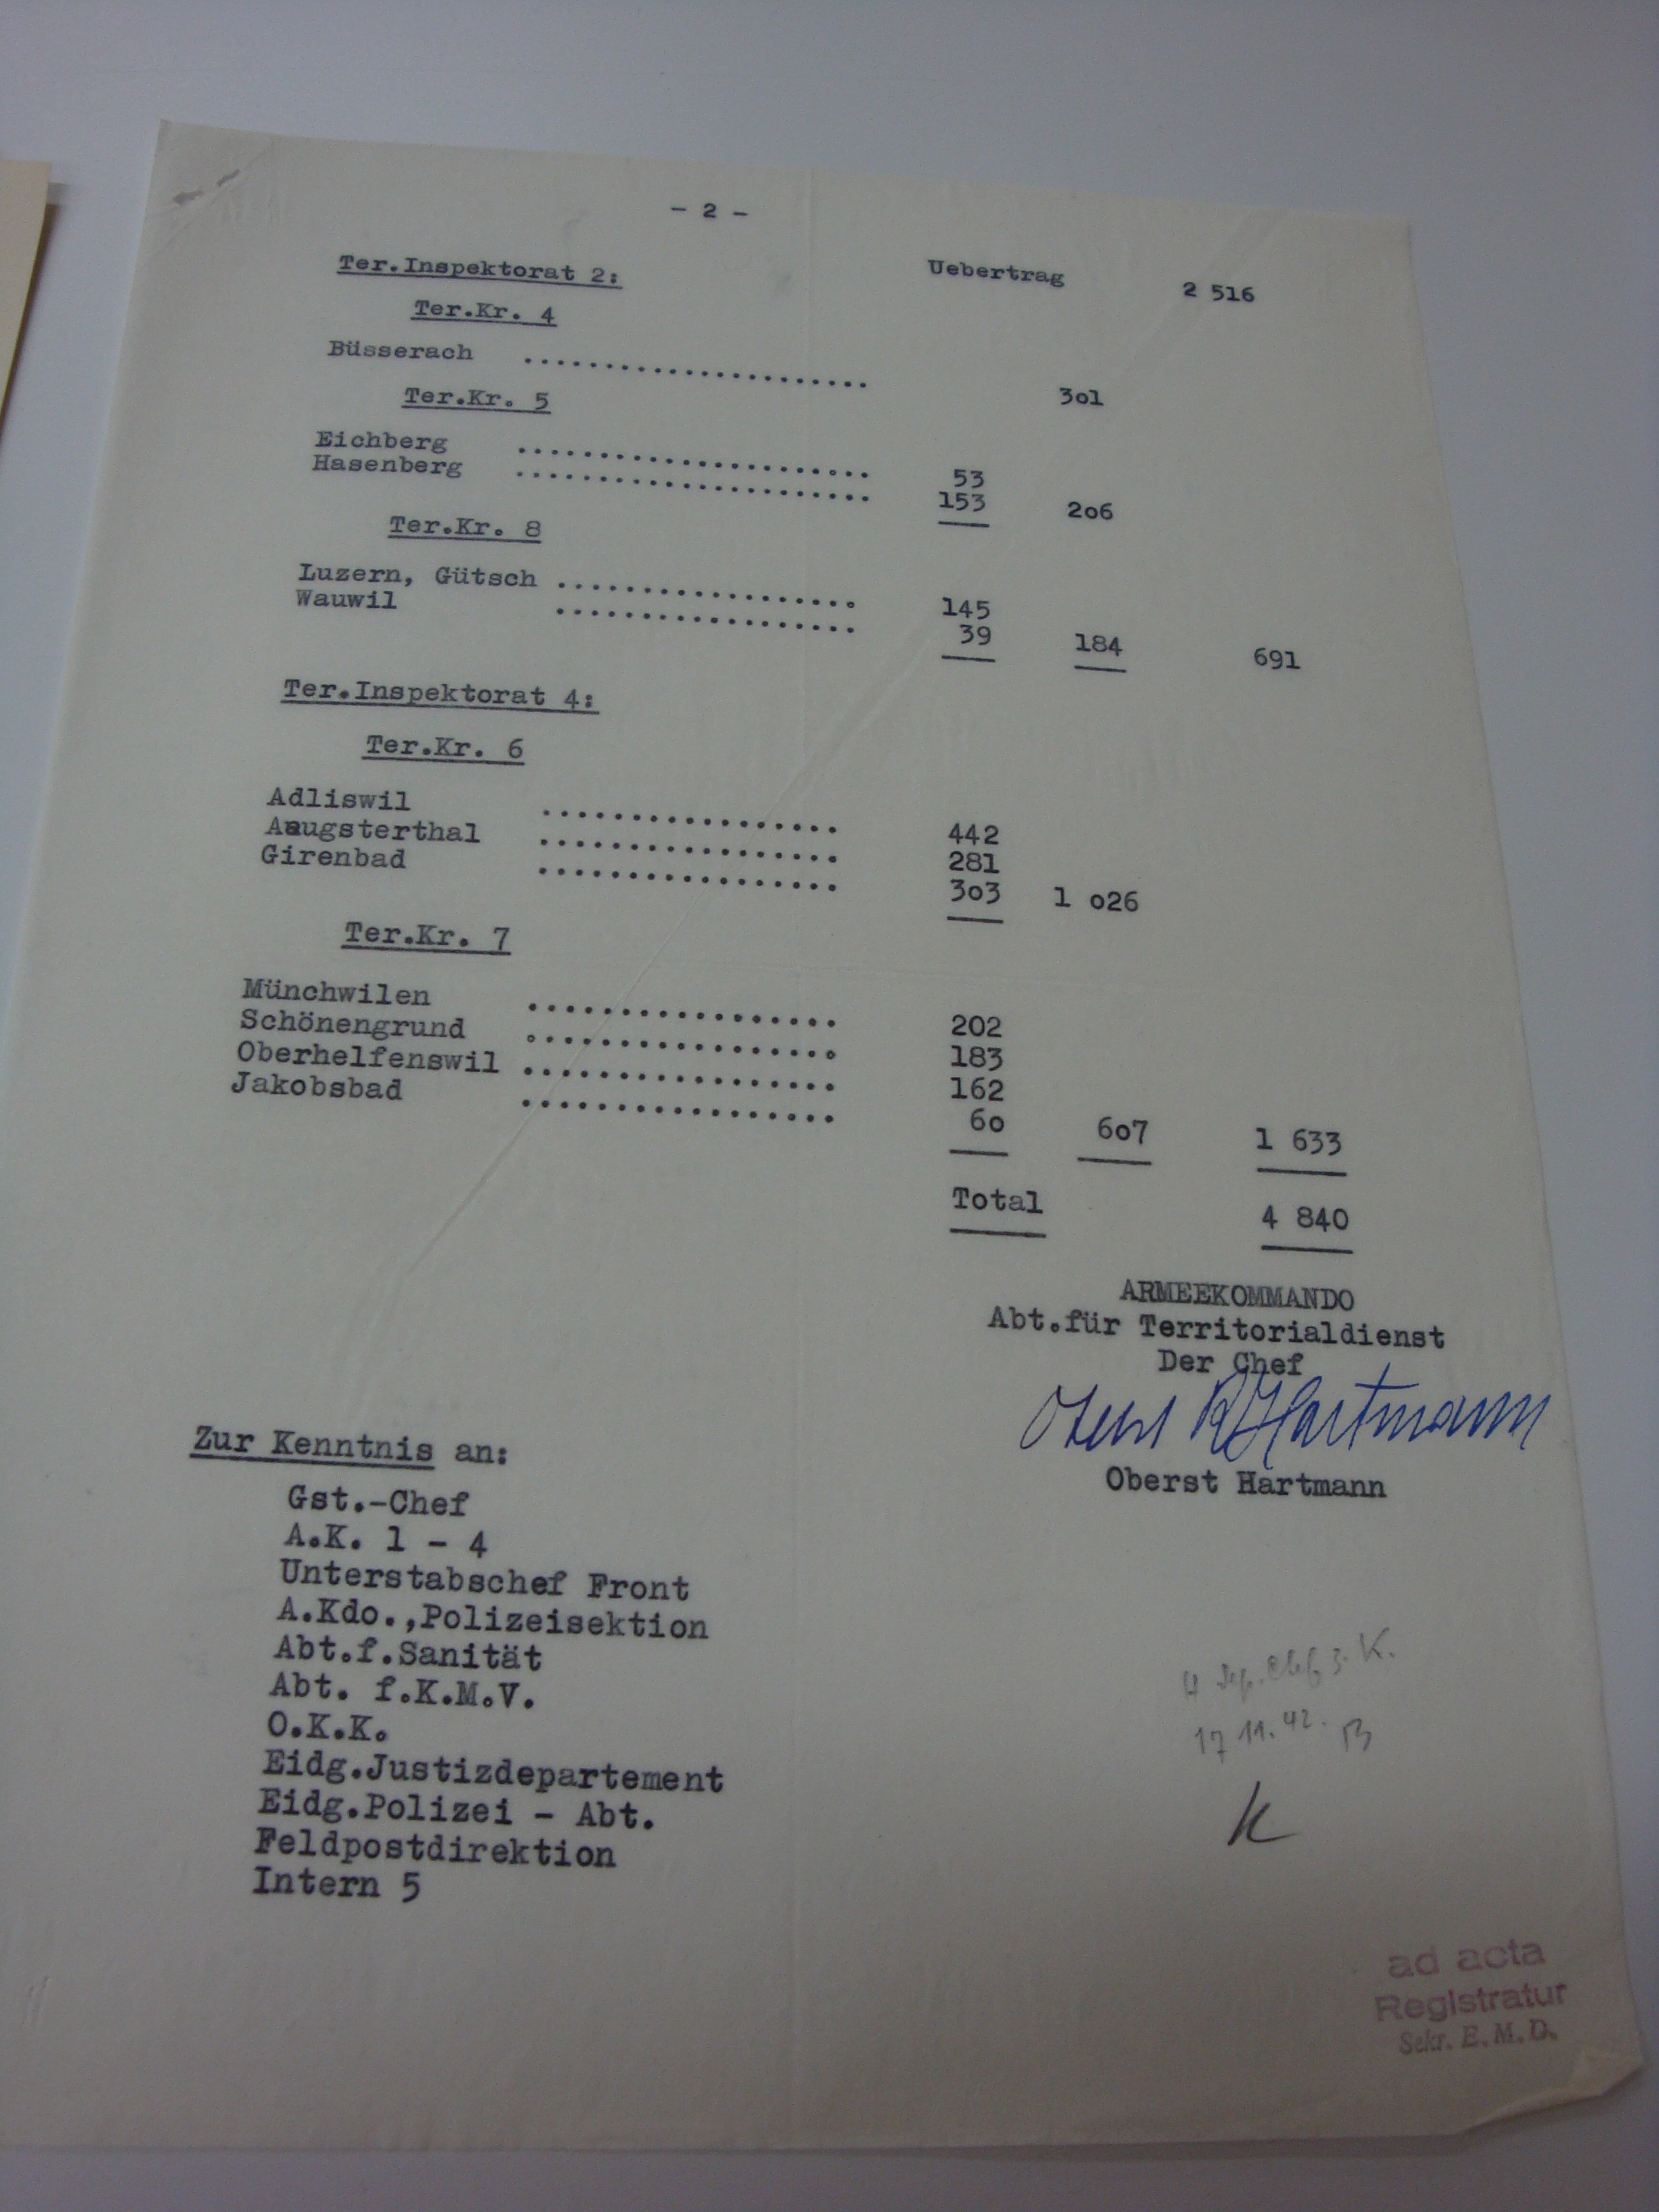 - 2 -
Ter.Inspektorat 2: Uebertrag 2 516
Ter.Kr. 4
Büsserach ...................... 3o1
Ter.Kr. 5
Eichberg ...................... 53
Hasenberg ...................... 153 2o6
Ter.Kr. 8
Luzern, Gütsch .................. 145
Wauwil .................. 39 184 691
Ter.Inspektorat 4:
Ter.Kr. 6
Adliswil ................. 442
Aaugsterthal ................. 281
Girenbad ................. 3o3 1 o26
Ter.Kr. 7
Münchwilen ................. 202
Schönengrund ................. 183
Oberhelfenswil ................. 162
Jakobsbad ................. 6o 6o7 1 633
Total 4 840
ARMEEKOMMANDO
Abt.für Territorialdienst
Der Chef
Oberst Hartmann
Oberst Hartmann
Zur Kenntnis an:
Gst.-Chef
A.K. 1 - 4
Unterstabschef Front
A.Kdo.,Polizeisektion
Abt.f.Sanität
Abt. f.K.M.V.
O.K.K.
Eidg.Justizdepartement
Eidg.Polizei - Abt.
Feldpostdirektion
Intern 5
Dep. Chef z. K.
17.11.42. B
K
ad acta
Registratur
Sekr. E.M.D.